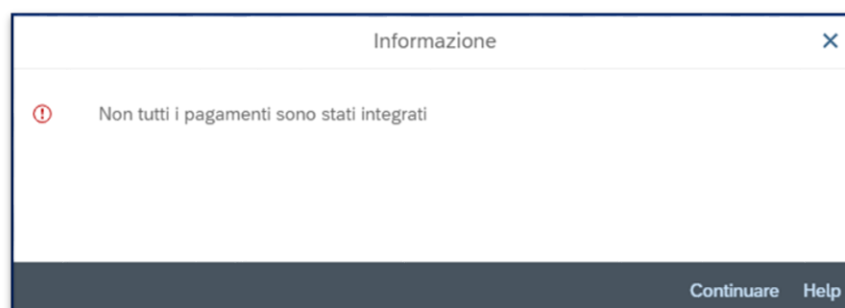 Informazione
Non tutti i pagamenti sono stati integrati
Continuare Help